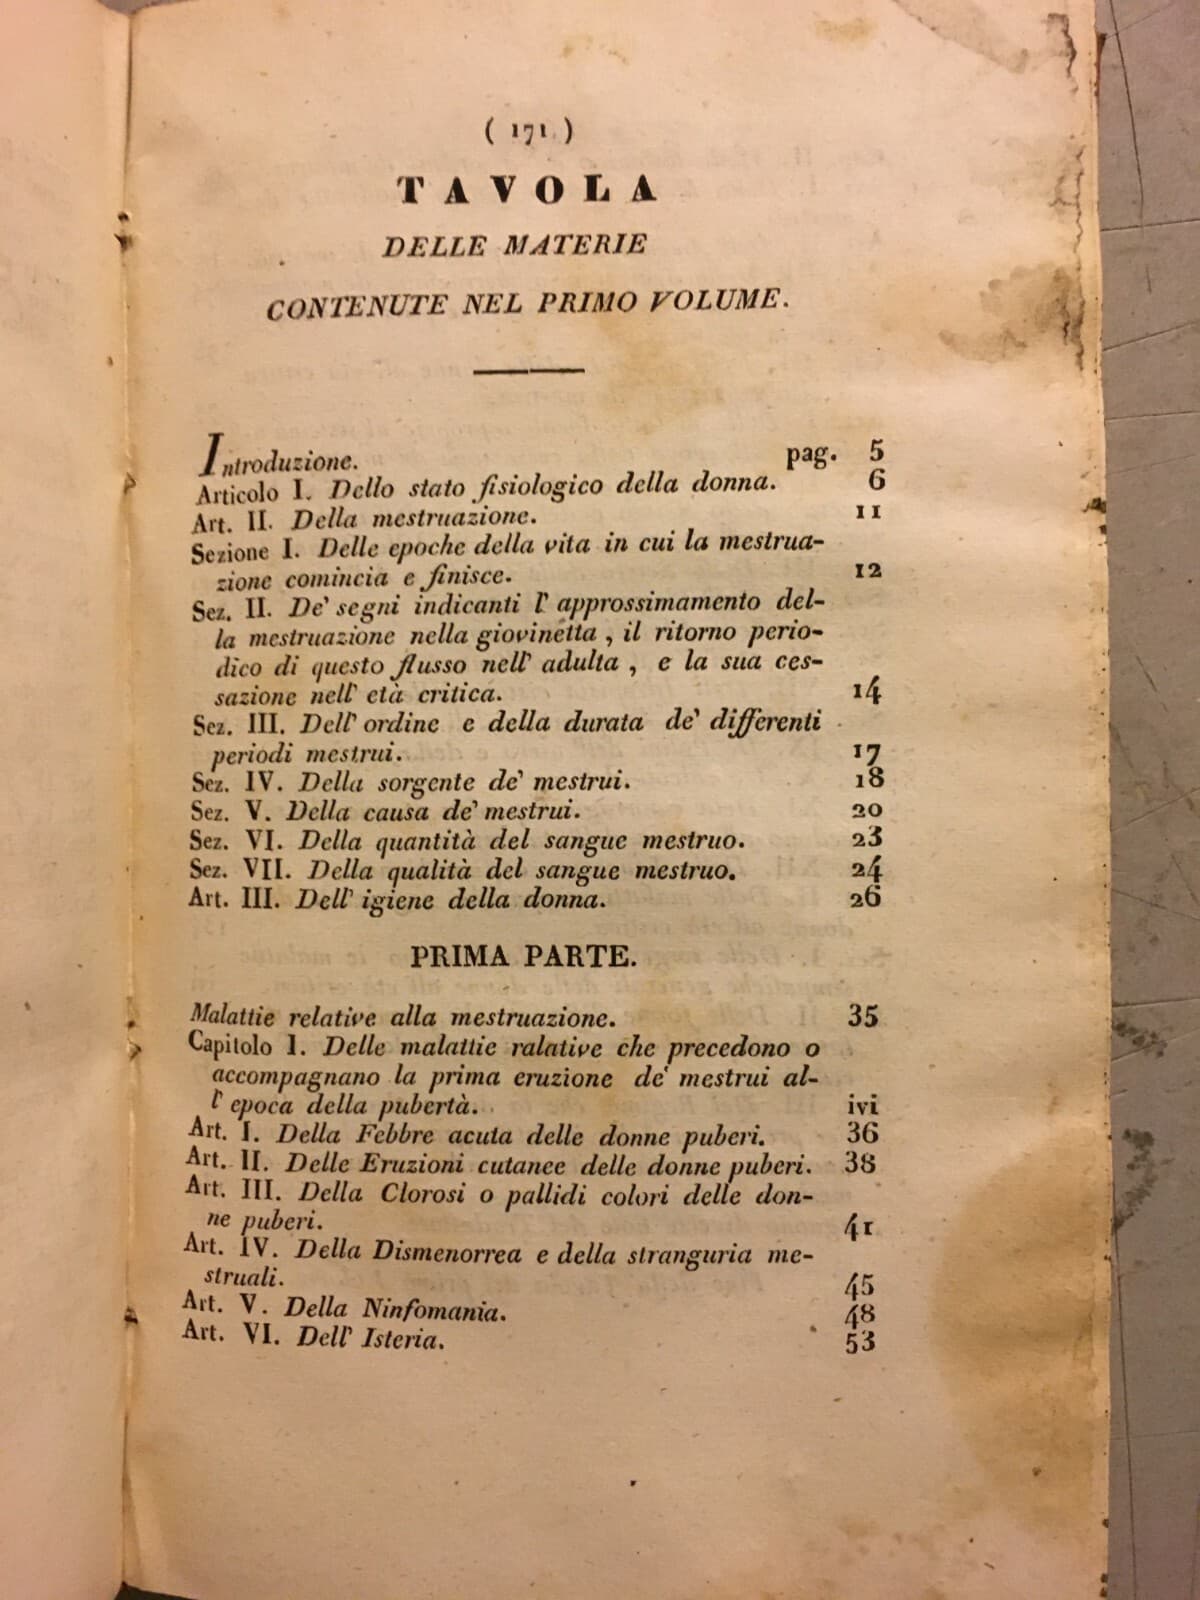 ( 171 )
TAVOLA
DELLE MATERIE
CONTENUTE NEL PRIMO VOLUME.
Introduzione. pag. 5
Articolo I. Dello stato fisiologico della donna. 6
Art. II. Della mestruazione. 11
Sezione I. Delle epoche della vita in cui la mestrua-
zione comincia e finisce. 12
Sez. II. De' segni indicanti l' approssimamento del-
la mestruazione nella giovinetta , il ritorno perio-
dico di questo flusso nell' adulta , e la sua ces-
sazione nell' età critica. 14
Sez. III. Dell' ordine e della durata de' differenti
periodi mestrui. 17
Sez. IV. Della sorgente de' mestrui. 18
Sez. V. Della causa de' mestrui. 20
Sez. VI. Della quantità del sangue mestruo. 23
Sez. VII. Della qualità del sangue mestruo. 24
Art. III. Dell' igiene della donna. 26
PRIMA PARTE.
Malattie relative alla mestruazione. 35
Capitolo I. Delle malattie ralative che precedono o
accompagnano la prima eruzione de' mestrui al-
l' epoca della pubertà. ivi
Art. I. Della Febbre acuta delle donne puberi. 36
Art. II. Delle Eruzioni cutanee delle donne puberi. 38
Art. III. Della Clorosi o pallidi colori delle don-
ne puberi. 41
Art. IV. Della Dismenorrea e della stranguria me-
struali. 45
Art. V. Della Ninfomania. 48
Art. VI. Dell' Isteria. 53